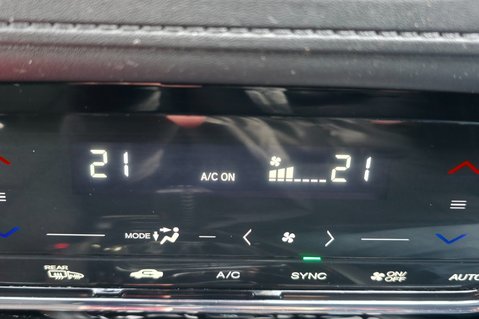 21 A/C ON 21
MODE
REAR A/C SYNC ON/OFF AUTO